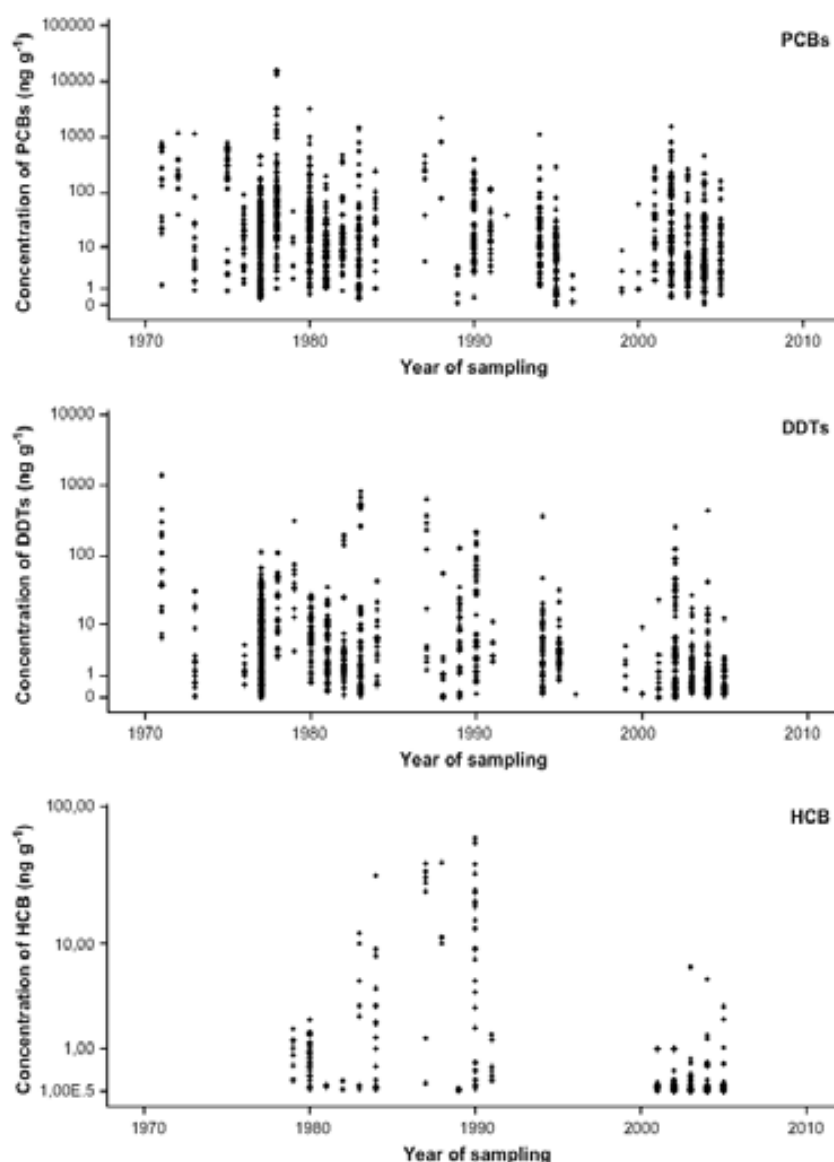 PCBs
Concentration of PCBs (ng g-1)
100000
10000
1000
100
10
1
0
1970 1980 1990 2000 2010
Year of sampling
DDTs
Concentration of DDTs (ng g-1)
10000
1000
100
10
1
0
1970 1980 1990 2000 2010
Year of sampling
HCB
Concentration of HCB (ng g-1)
100,00
10,00
1,00
1,00E.5
1970 1980 1990 2000 2010
Year of sampling